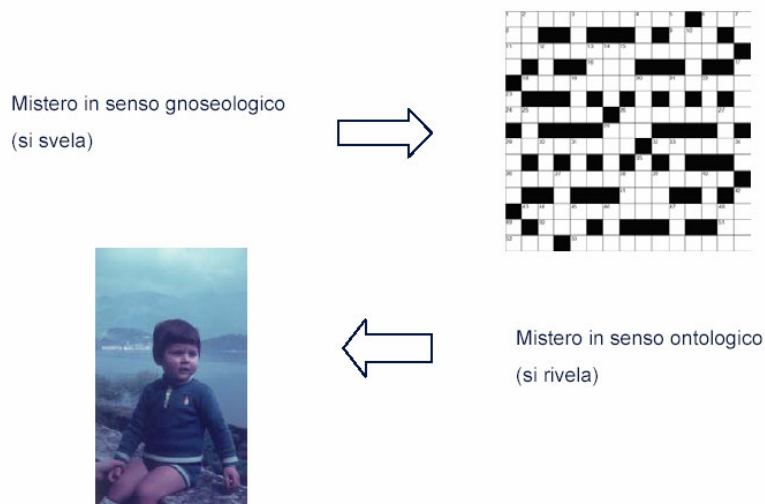 Mistero in senso gnoseologico
(si svela)
Mistero in senso ontologico
(si rivela)